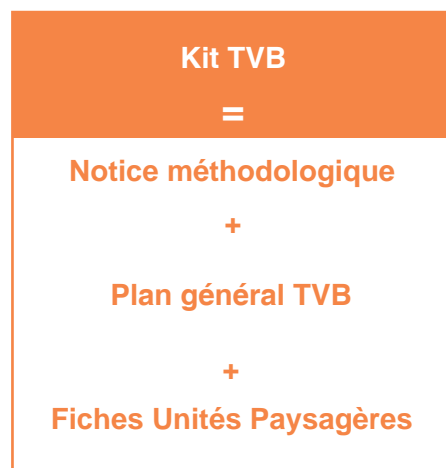 Kit TVB
=
Notice méthodologique
+
Plan général TVB
+
Fiches Unités Paysagères